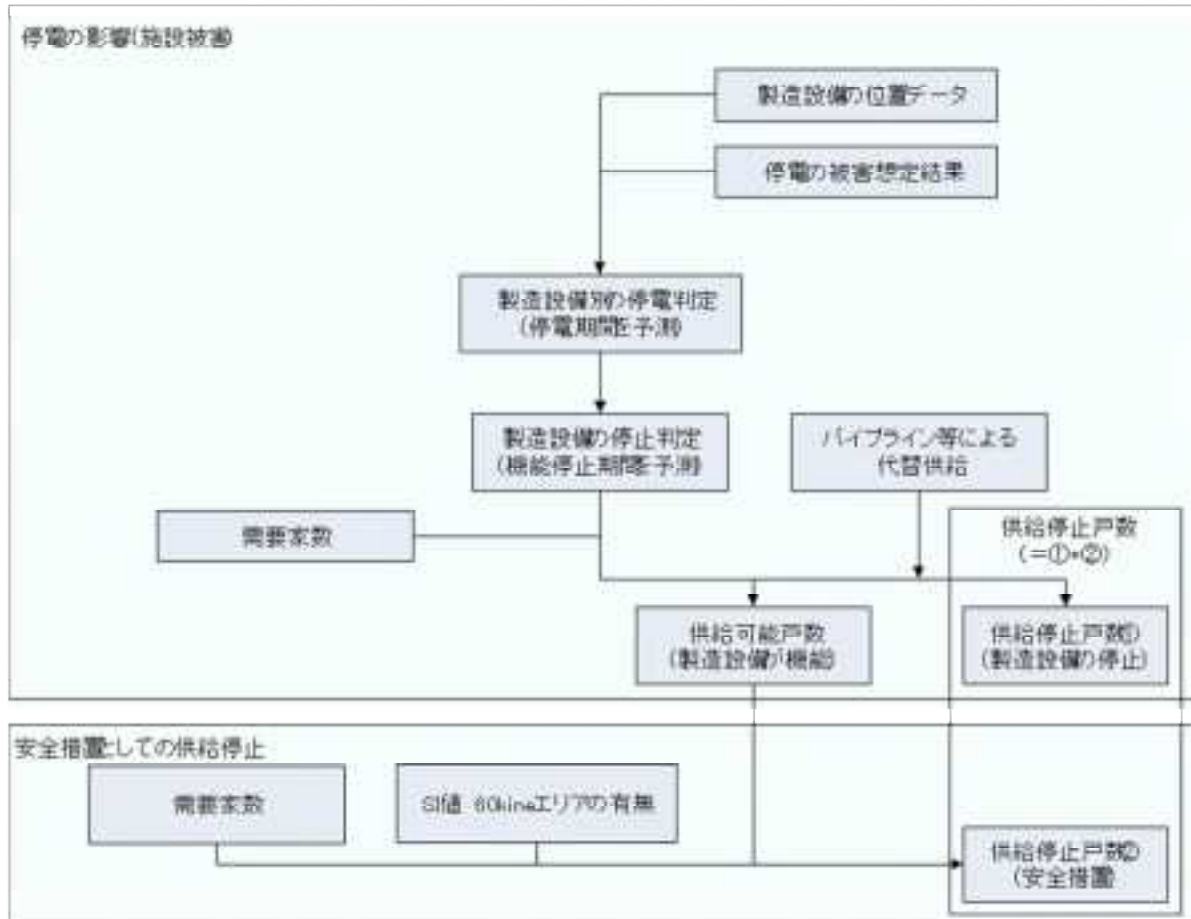 停電の影響(施設被害)
製造設備の位置データ
停電の被害想定結果
製造設備別の停電判定
(停電期間を予測)
製造設備の停止判定
(機能停止期間を予測)
パイプライン等による
代替供給
需要家数
供給停止戸数
(=①+②)
供給可能戸数
(製造設備が機能)
供給停止戸数①
(製造設備の停止)
安全措置としての供給停止
需要家数
SI値 60kineエリアの有無
供給停止戸数②
(安全措置)